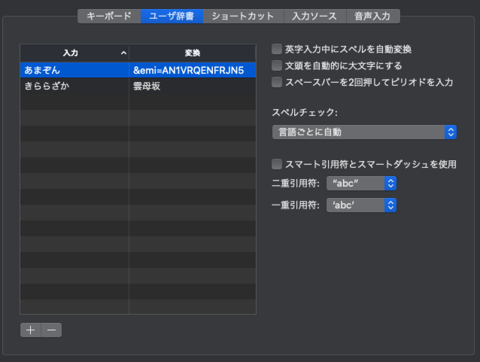 キーボード
ユーザ辞書
ショートカット
入力ソース
音声入力
入力
変換
あまぞん
&emi=AN1VRQENFRJN5
きららざか
雲母坂
英字入力中にスペルを自動変換
文頭を自動的に大文字にする
スペースバーを2回押してピリオドを入力
スペルチェック:
言語ごとに自動
スマート引用符とスマートダッシュを使用
二重引用符:
“abc”
一重引用符:
‘abc’